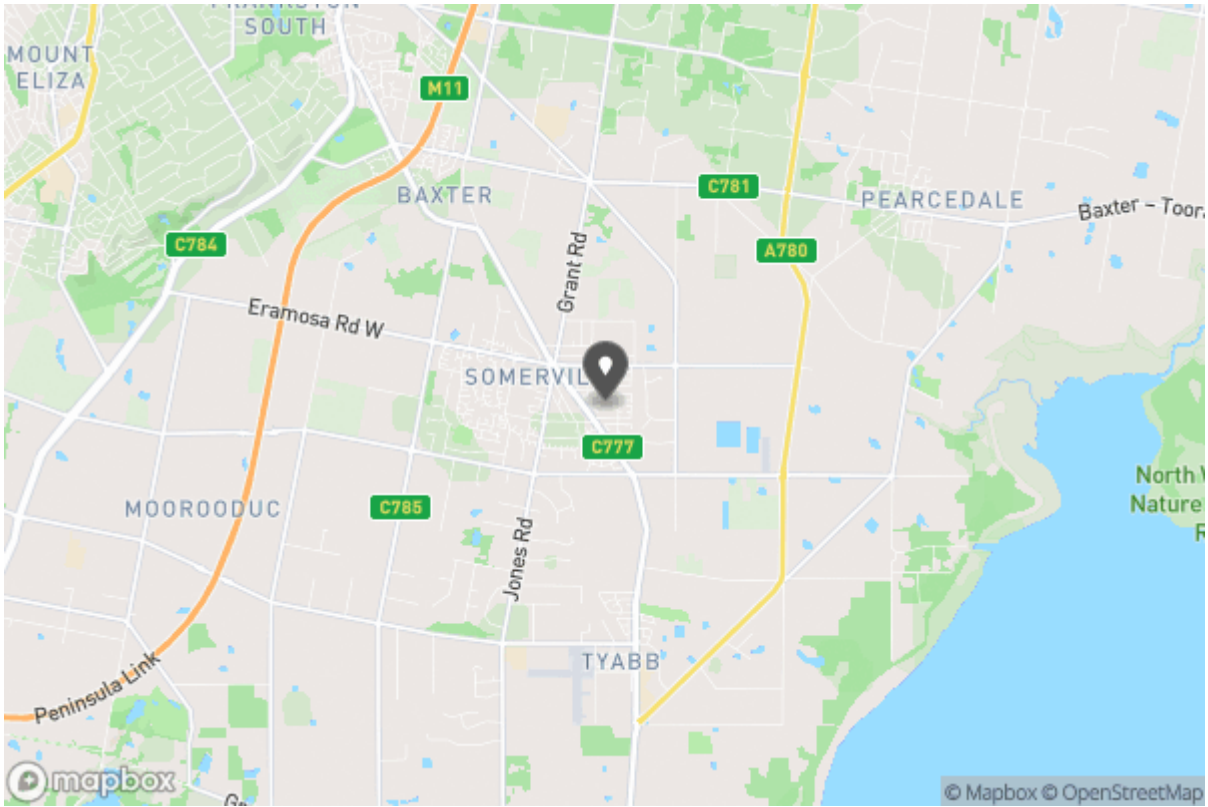 FRANKSTON
SOUTH
MOUNT
ELIZA
M11
BAXTER
C781
PEARCEDALE
Baxter – Toora
C784
A780
Grant Rd
Eramosa Rd W
SOMERVIL
C777
MOOROODUC
C785
Jones Rd
North W
Nature
R
TYABB
Peninsula Link
mapbox
© Mapbox © OpenStreetMap